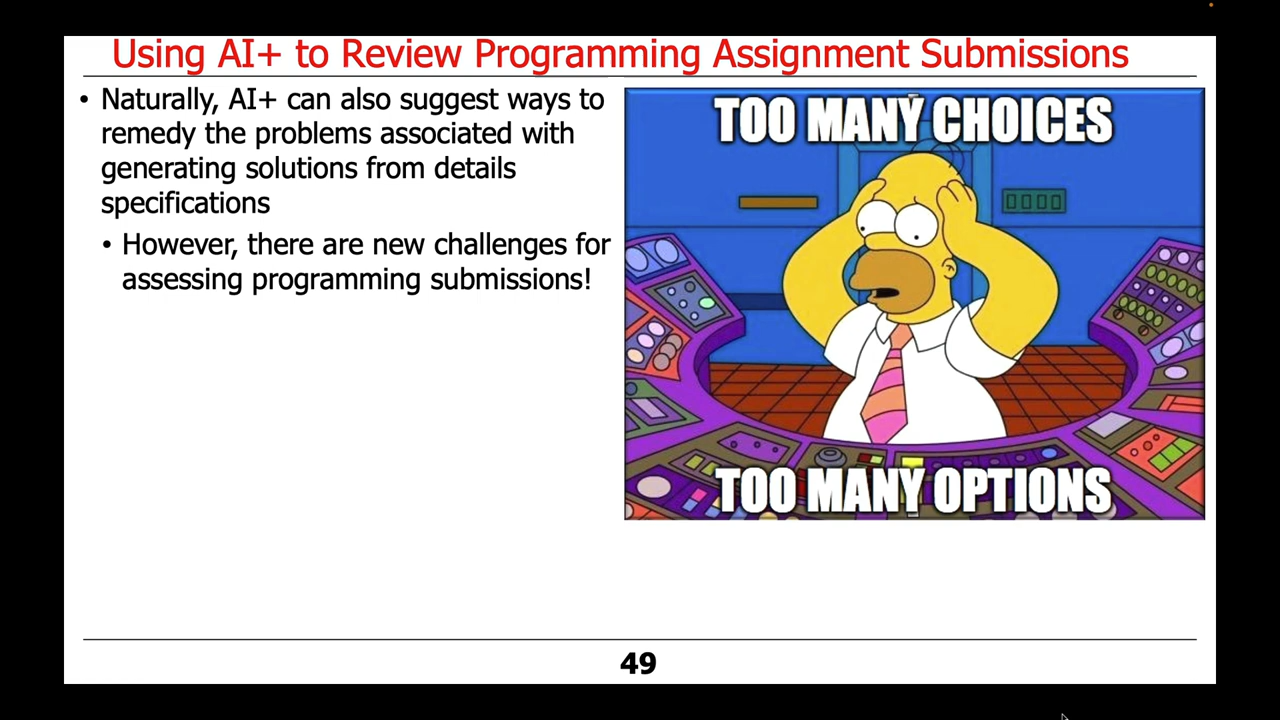 Using AI+ to Review Programming Assignment Submissions
• Naturally, AI+ can also suggest ways to
remedy the problems associated with
generating solutions from details
specifications
• However, there are new challenges for
assessing programming submissions!
TOO MANY CHOICES
TOO MANY OPTIONS
49